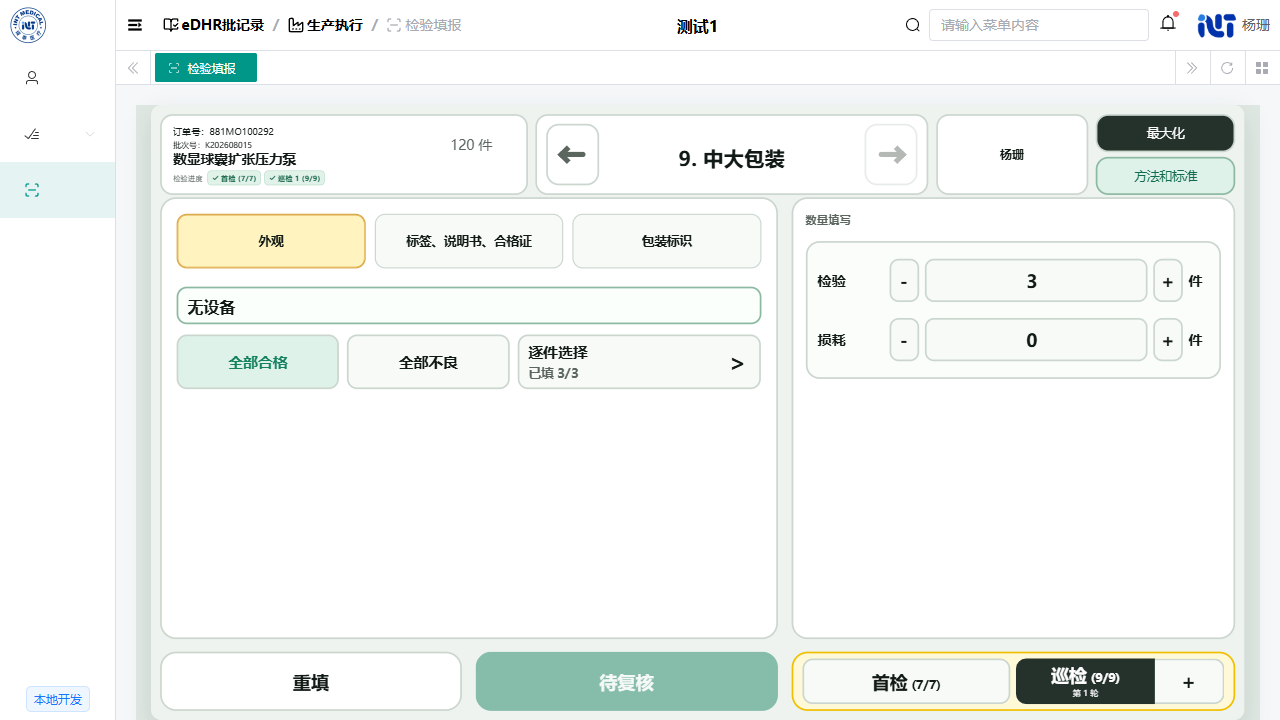 eDHR批记录 / 生产执行 / 检验填报
测试1
请输入菜单内容
杨珊
检验填报
订单号：881MO100292
批次号：K202608015
数显球囊扩张压力泵
120 件
检验进度 首检 (7/7) 巡检 1 (9/9)
9. 中大包装
杨珊
最大化
方法和标准
外观
标签、说明书、合格证
包装标识
无设备
全部合格
全部不良
逐件选择
已填 3/3
>
数量填写
检验 - 3 + 件
损耗 - 0 + 件
重填
待复核
首检 (7/7)
巡检 (9/9)
第 1 轮
+
本地开发